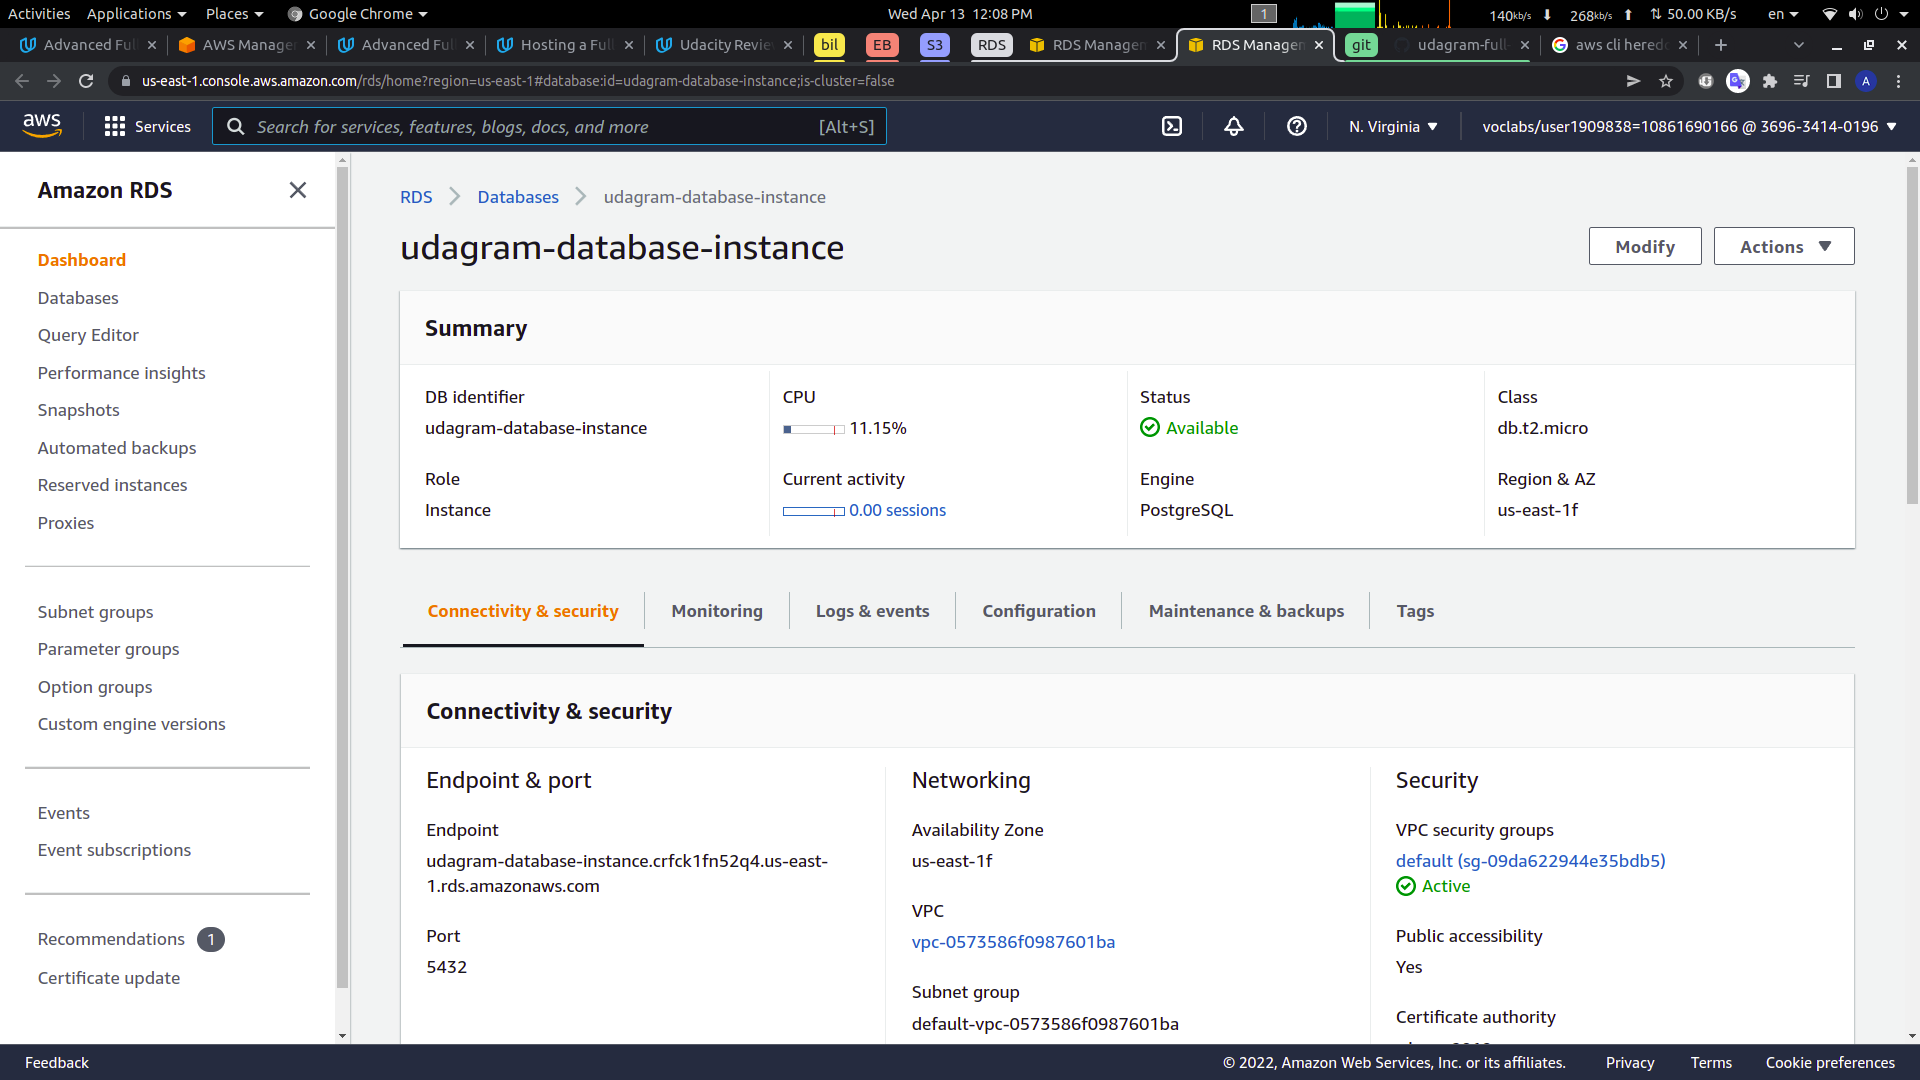 Activities Applications Places Google Chrome Wed Apr 13 12:08 PM 1 140kb/s 268kb/s 50.00 KB/s en
Advanced Ful AWS Manage Advanced Ful Hosting a Full Udacity Revie bil EB S3 RDS RDS Managem RDS Managem git udagram-full- aws cli heredo
us-east-1.console.aws.amazon.com/rds/home?region=us-east-1#database:id=udagram-database-instance;is-cluster=false A
aws Services Search for services, features, blogs, docs, and more [Alt+S] N. Virginia voclabs/user1909838=10861690166 @ 3696-3414-0196
Amazon RDS
Dashboard
Databases
Query Editor
Performance insights
Snapshots
Automated backups
Reserved instances
Proxies
Subnet groups
Parameter groups
Option groups
Custom engine versions
Events
Event subscriptions
Recommendations 1
Certificate update
RDS Databases udagram-database-instance
udagram-database-instance
Modify Actions
Summary
DB identifier
udagram-database-instance
CPU
11.15%
Status
Available
Class
db.t2.micro
Role
Instance
Current activity
0.00 sessions
Engine
PostgreSQL
Region & AZ
us-east-1f
Connectivity & security Monitoring Logs & events Configuration Maintenance & backups Tags
Connectivity & security
Endpoint & port
Endpoint
udagram-database-instance.crfck1fn52q4.us-east-
1.rds.amazonaws.com
Port
5432
Networking
Availability Zone
us-east-1f
VPC
vpc-0573586f0987601ba
Subnet group
default-vpc-0573586f0987601ba
Security
VPC security groups
default (sg-09da622944e35bdb5)
Active
Public accessibility
Yes
Certificate authority
Feedback © 2022, Amazon Web Services, Inc. or its affiliates. Privacy Terms Cookie preferences